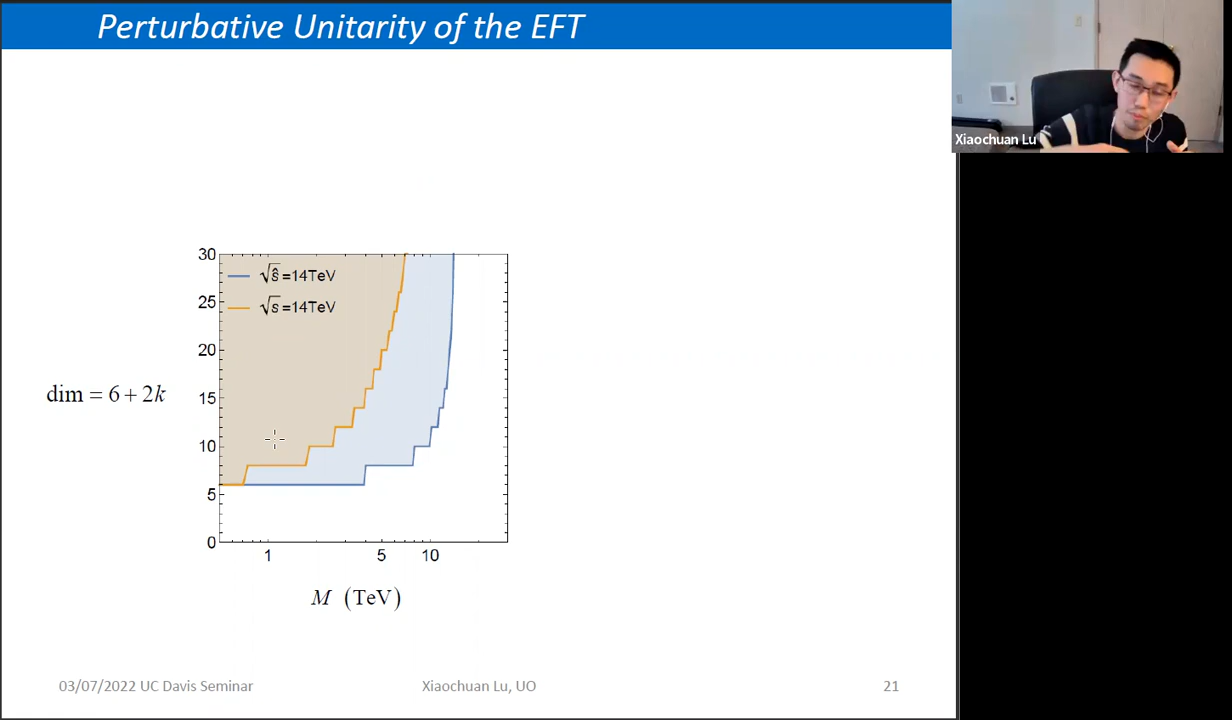 Perturbative Unitarity of the EFT
Xiaochuan Lu
30
25
20
15
10
5
0
√ŝ=14TeV
√s=14TeV
dim = 6 + 2k
1
5
10
M (TeV)
03/07/2022 UC Davis Seminar
Xiaochuan Lu, UO
21